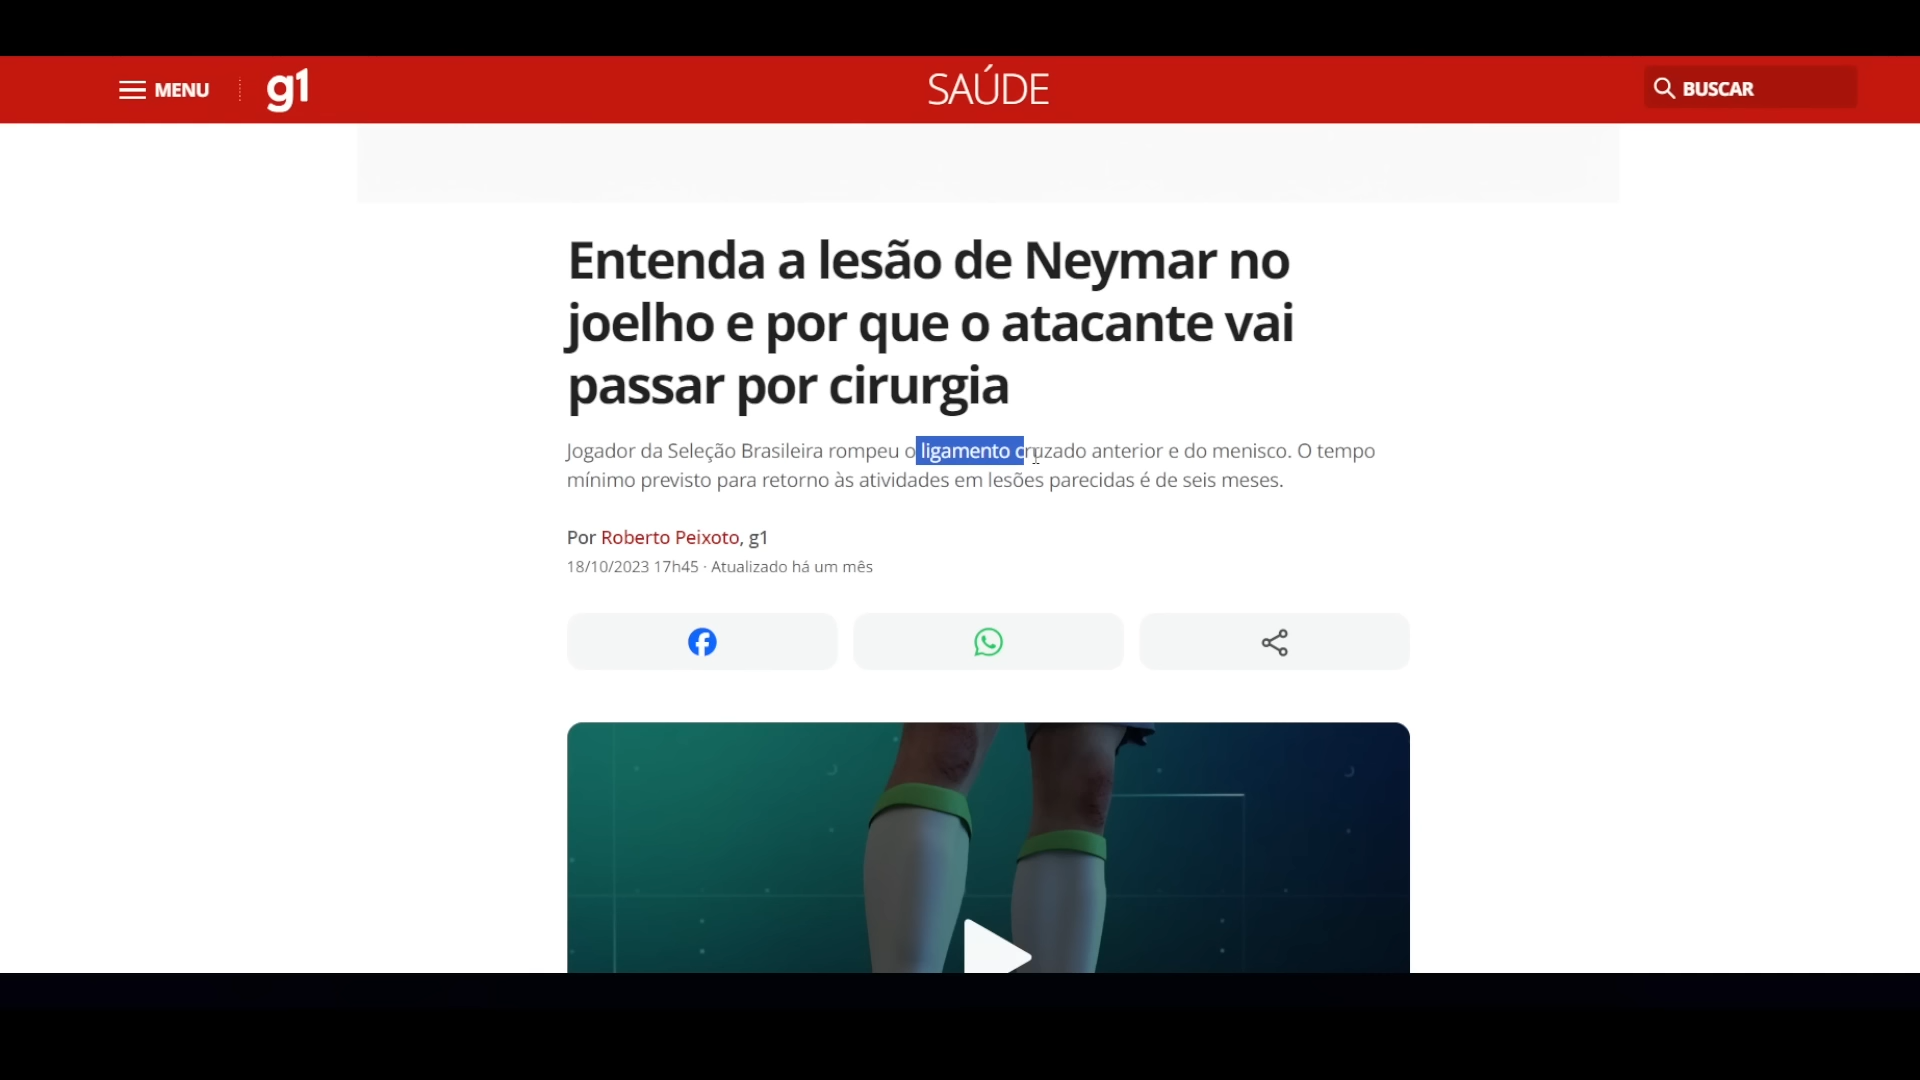 MENU
g1
SAÚDE
BUSCAR
Entenda a lesão de Neymar no
joelho e por que o atacante vai
passar por cirurgia
Jogador da Seleção Brasileira rompeu o ligamento cruzado anterior e do menisco. O tempo
mínimo previsto para retorno às atividades em lesões parecidas é de seis meses.
Por Roberto Peixoto, g1
18/10/2023 17h45 · Atualizado há um mês